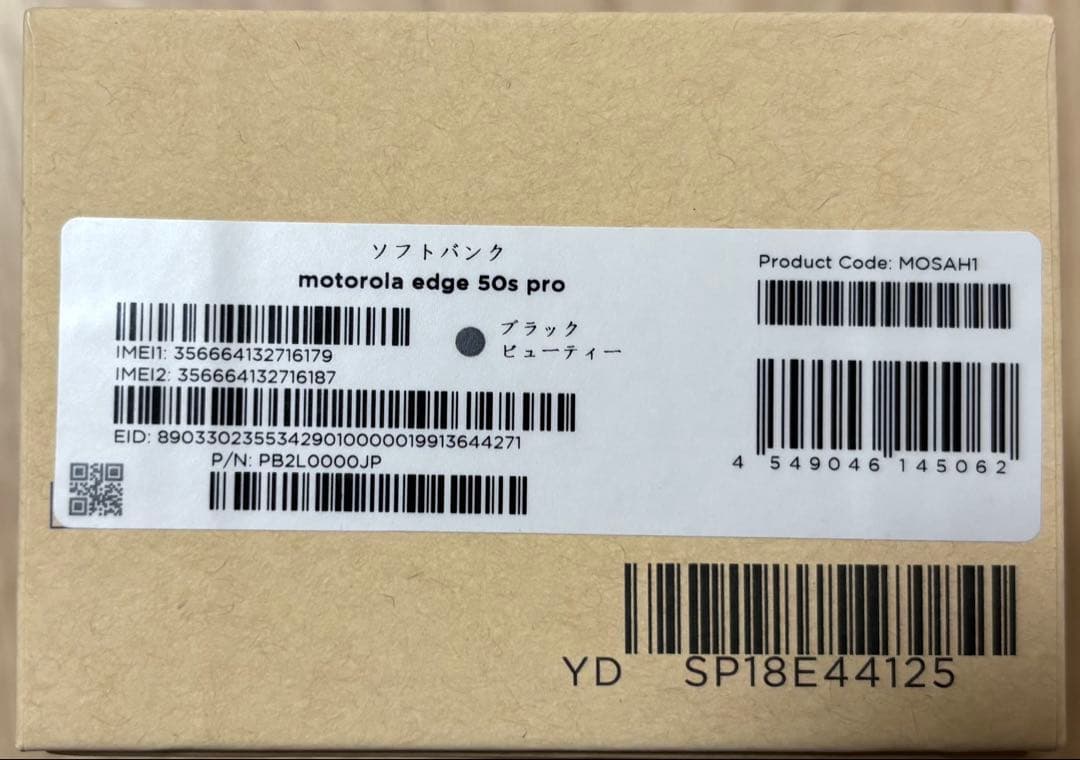 ソフトバンク
motorola edge 50s pro
ブラック
ビューティー
IMEI1: 356664132716179
IMEI2: 356664132716187
EID: 89033023553429010000019913644271
P/N: PB2L0000JP
Product Code: MOSAH1
4 549046 145062
YD SP18E44125